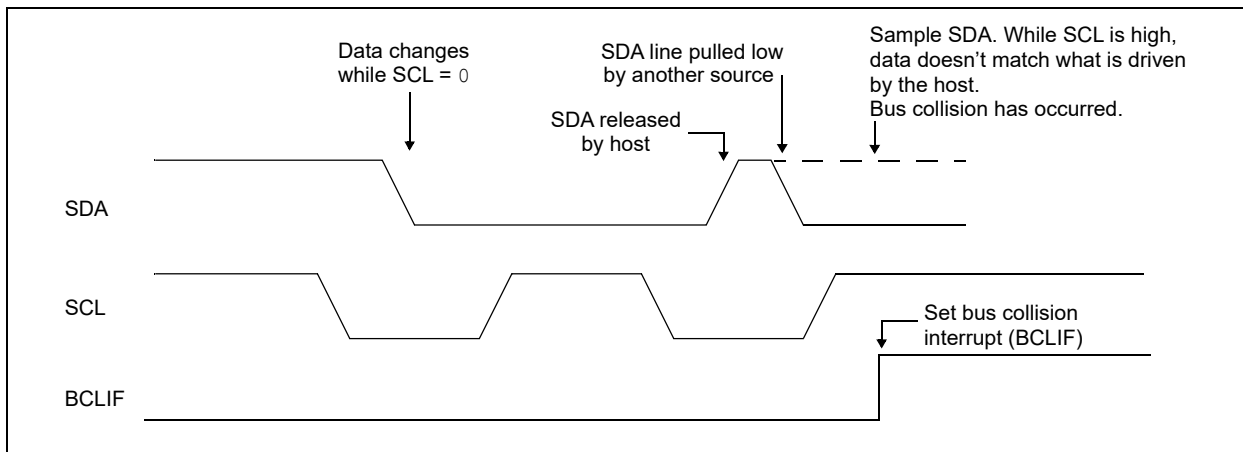 Data changes
while SCL = 0
SDA line pulled low
by another source
Sample SDA. While SCL is high,
data doesn’t match what is driven
by the host.
Bus collision has occurred.
SDA released
by host
SDA
SCL
Set bus collision
interrupt (BCLIF)
BCLIF